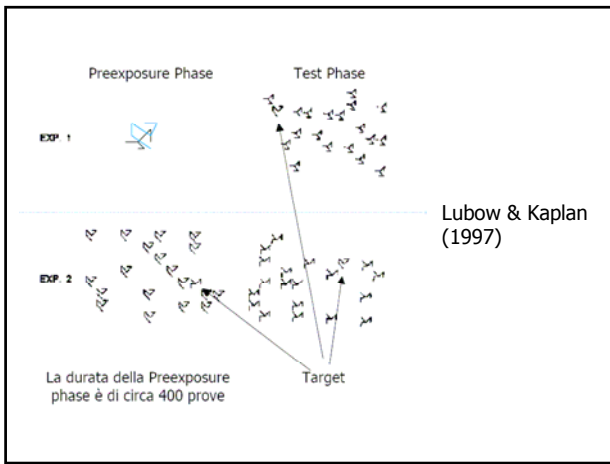 Preexposure Phase
Test Phase
EXP. 1
Lubow & Kaplan
(1997)
EXP. 2
La durata della Preexposure
phase è di circa 400 prove
Target